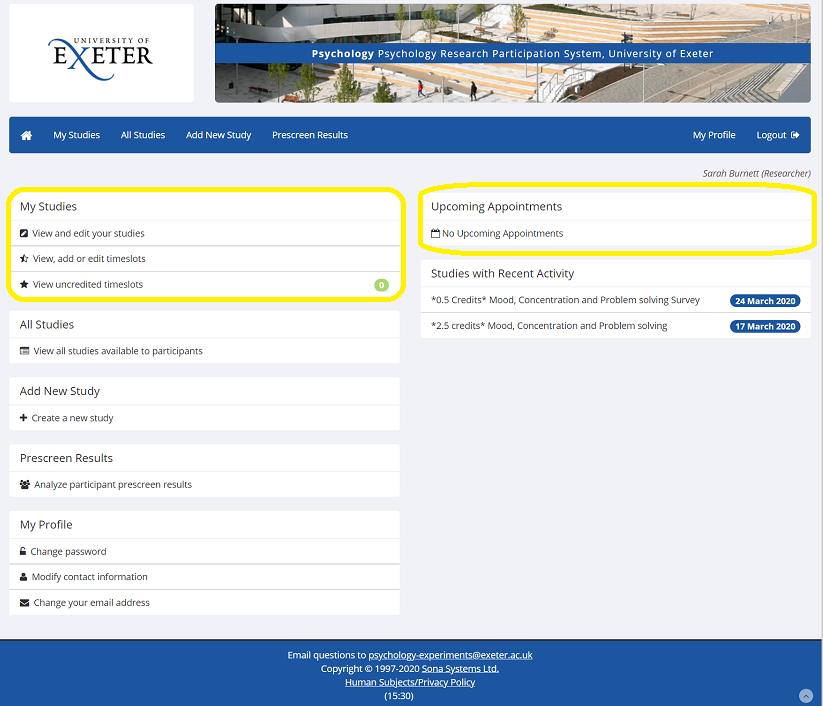 UNIVERSITY OF
EXETER
Psychology Psychology Research Participation System, University of Exeter
My Studies All Studies Add New Study Prescreen Results My Profile Logout
Sarah Burnett (Researcher)
My Studies
View and edit your studies
View, add or edit timeslots
View uncredited timeslots 0
All Studies
View all studies available to participants
Add New Study
Create a new study
Prescreen Results
Analyze participant prescreen results
My Profile
Change password
Modify contact information
Change your email address
Upcoming Appointments
No Upcoming Appointments
Studies with Recent Activity
*0.5 Credits* Mood, Concentration and Problem solving Survey 24 March 2020
*2.5 credits* Mood, Concentration and Problem solving 17 March 2020
Email questions to psychology-experiments@exeter.ac.uk
Copyright © 1997-2020 Sona Systems Ltd.
Human Subjects/Privacy Policy
(15:30)